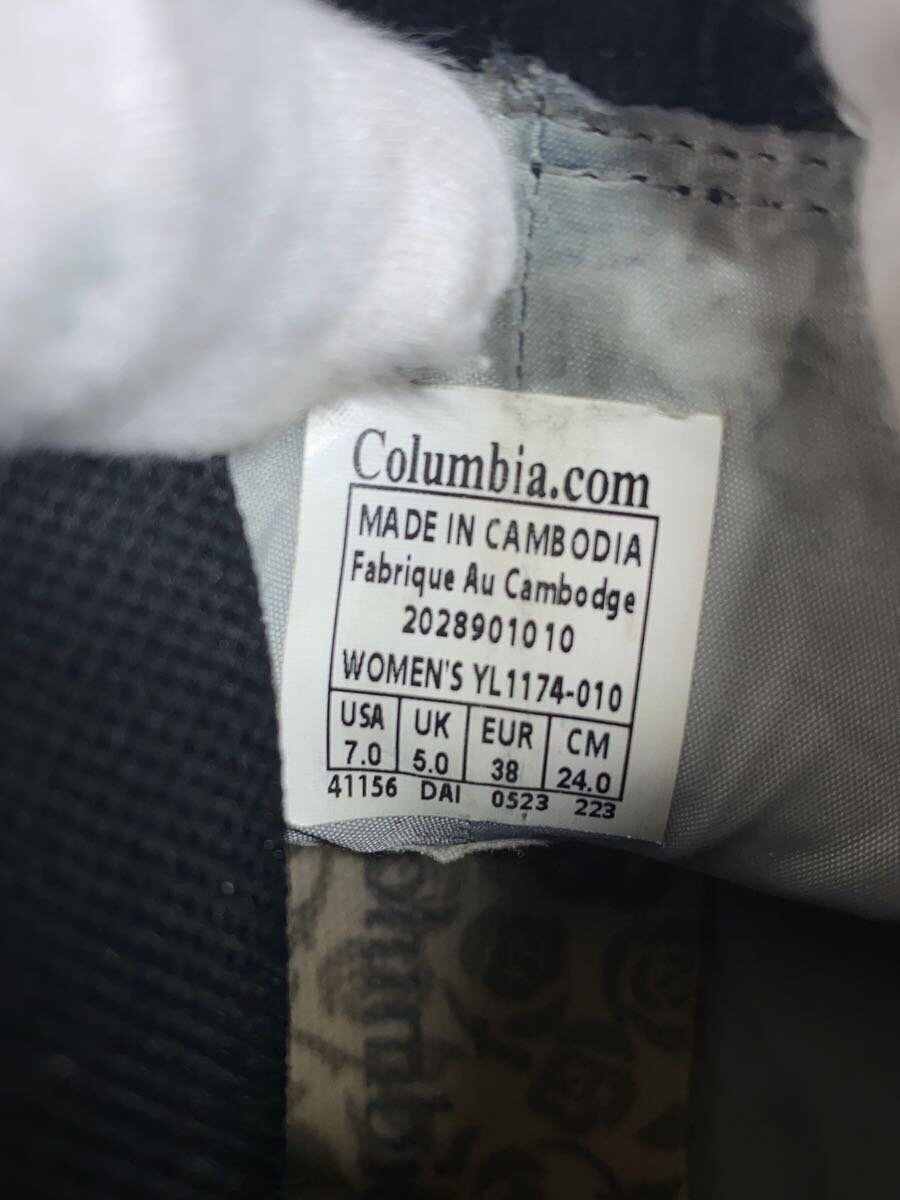 Columbia.com
MADE IN CAMBODIA
Fabrique Au Cambodge
2028901010
WOMEN'S YL1174-010
USA UK EUR CM
7.0 5.0 38 24.0
41156 DAI 0523 223